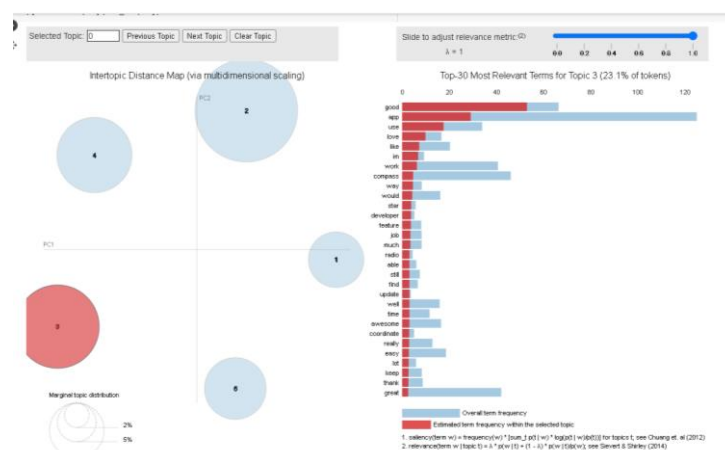 Selected Topic: 0 Previous Topic Next Topic Clear Topic
Slide to adjust relevance metric:(2)
λ = 1
0.0 0.2 0.4 0.6 0.8 1.0
Intertopic Distance Map (via multidimensional scaling)
PC2
PC1
2
4
1
3
Marginal topic distribution
2%
5%
Top-30 Most Relevant Terms for Topic 3 (23.1% of tokens)
0 20 40 60 80 100 120
good
app
use
love
like
im
work
compass
way
would
star
developer
feature
job
much
radio
able
still
find
update
well
time
awesome
coordinate
really
easy
lot
keep
thank
great
Overall term frequency
Estimated term frequency within the selected topic
1. saliency(term w) = frequency(w) * [sum_t p(t | w) * log(p(t | w)/p(t))] for topics t; see Chuang et. al (2012)
2. relevance(term w | topic t) = λ * p(w | t) + (1 - λ) * p(w | t)/p(w); see Sievert & Shirley (2014)